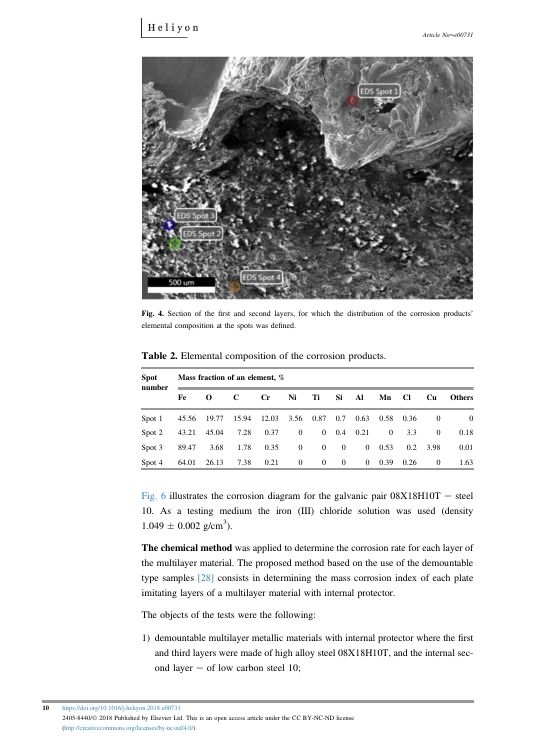 Heliyon
Article No~e00731
EDS Spot 1
EDS Spot 3
EDS Spot 2
EDS Spot 4
500 um
Fig. 4. Section of the first and second layers, for which the distribution of the corrosion products'
elemental composition at the spots was defined.
Table 2. Elemental composition of the corrosion products.
Spot number Mass fraction of an element, %
Fe O C Cr Ni Ti Si Al Mn Cl Cu Others
Spot 1 45.56 19.77 15.94 12.03 3.56 0.87 0.7 0.63 0.58 0.36 0 0
Spot 2 43.21 45.04 7.28 0.37 0 0 0.4 0.21 0 3.3 0 0.18
Spot 3 89.47 3.68 1.78 0.35 0 0 0 0 0.53 0.2 3.98 0.01
Spot 4 64.01 26.13 7.38 0.21 0 0 0 0 0.39 0.26 0 1.63
Fig. 6 illustrates the corrosion diagram for the galvanic pair 08X18H10T − steel
10. As a testing medium the iron (III) chloride solution was used (density
1.049 ± 0.002 g/cm³).
The chemical method was applied to determine the corrosion rate for each layer of
the multilayer material. The proposed method based on the use of the demountable
type samples [28] consists in determining the mass corrosion index of each plate
imitating layers of a multilayer material with internal protector.
The objects of the tests were the following:
1) demountable multilayer metallic materials with internal protector where the first
and third layers were made of high alloy steel 08X18H10T, and the internal sec-
ond layer − of low carbon steel 10;
10 https://doi.org/10.1016/j.heliyon.2018.e00731
2405-8440/© 2018 Published by Elsevier Ltd. This is an open access article under the CC BY-NC-ND license
(http://creativecommons.org/licenses/by-nc-nd/4.0/).